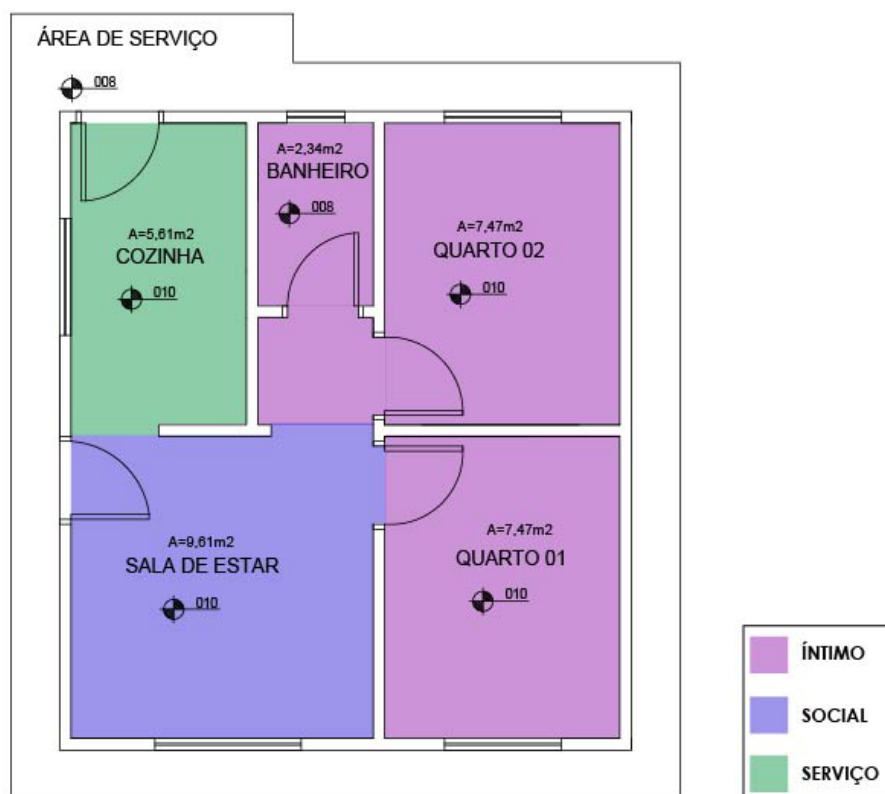 ÁREA DE SERVIÇO
008
A=2,34m2
BANHEIRO
008
A=5,61m2
COZINHA
010
A=7,47m2
QUARTO 02
010
A=9,61m2
SALA DE ESTAR
010
A=7,47m2
QUARTO 01
010
ÍNTIMO
SOCIAL
SERVIÇO